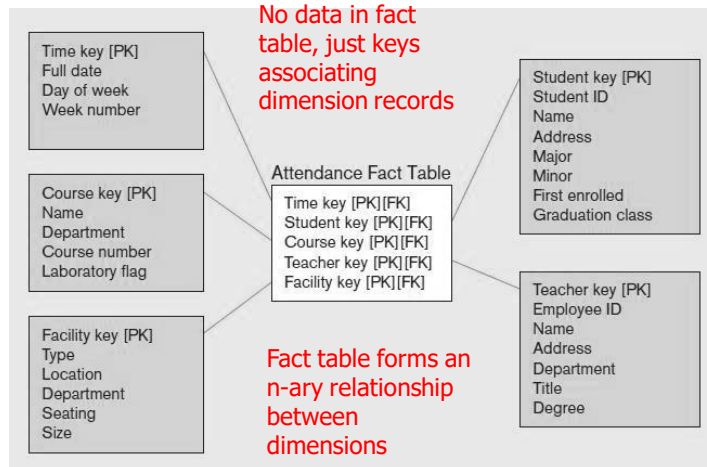 No data in fact
table, just keys
associating
dimension records
Time key [PK]
Full date
Day of week
Week number
Course key [PK]
Name
Department
Course number
Laboratory flag
Facility key [PK]
Type
Location
Department
Seating
Size
Attendance Fact Table
Time key [PK][FK]
Student key [PK][FK]
Course key [PK][FK]
Teacher key [PK][FK]
Facility key [PK][FK]
Fact table forms an
n-ary relationship
between
dimensions
Student key [PK]
Student ID
Name
Address
Major
Minor
First enrolled
Graduation class
Teacher key [PK]
Employee ID
Name
Address
Department
Title
Degree